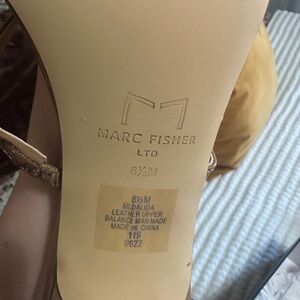 MARC FISHER
LTD
8½M
8½M
MLDALIDA
LEATHER UPPER
BALANCE MAN MADE
MADE IN CHINA
119
0622